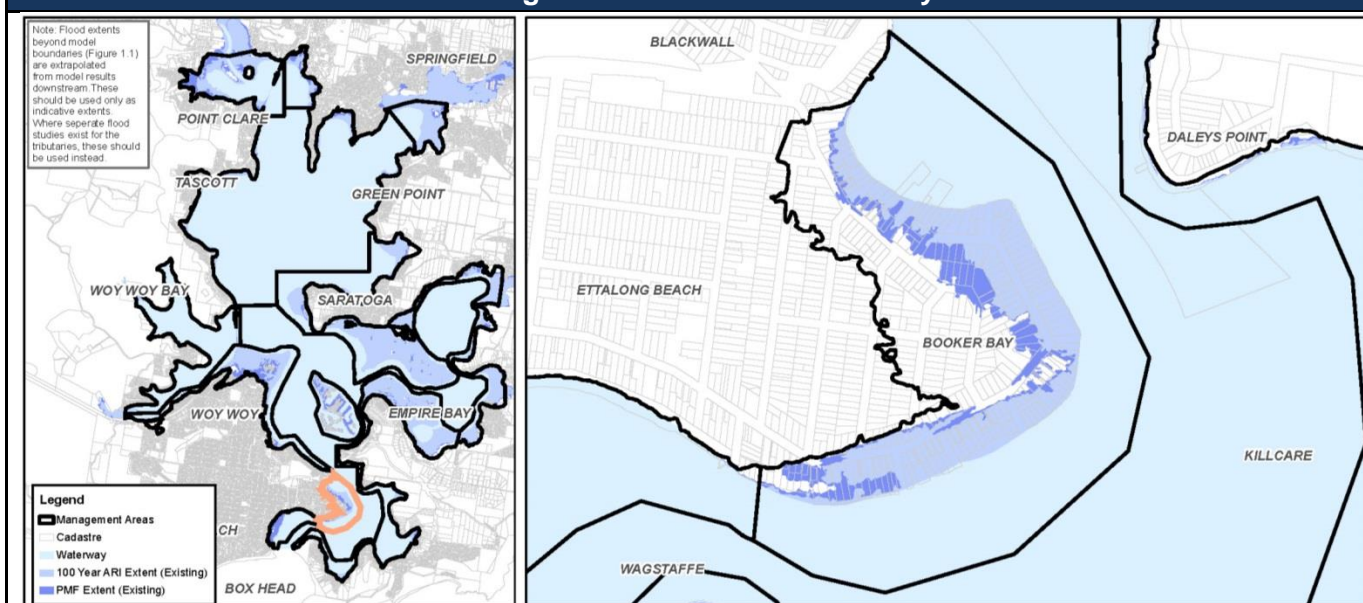 Note: Flood extents
beyond model
boundaries (Figure 1.1)
are extrapolated
from model results
downstream.These
should be used only as
indicative extents.
Where seperate flood
studies exist for the
tributaries, these should
be used instead.
SPRINGFIELD
POINT CLARE
TASCOTT
GREEN POINT
WOY WOY BAY
SARATOGA
WOY WOY
EMPIRE BAY
CH
BOX HEAD
Legend
Management Areas
Cadastre
Waterway
100 Year ARI Extent (Existing)
PMF Extent (Existing)
BLACKWALL
DALEYS POINT
ETTALONG BEACH
BOOKER BAY
KILLCARE
WAGSTAFFE